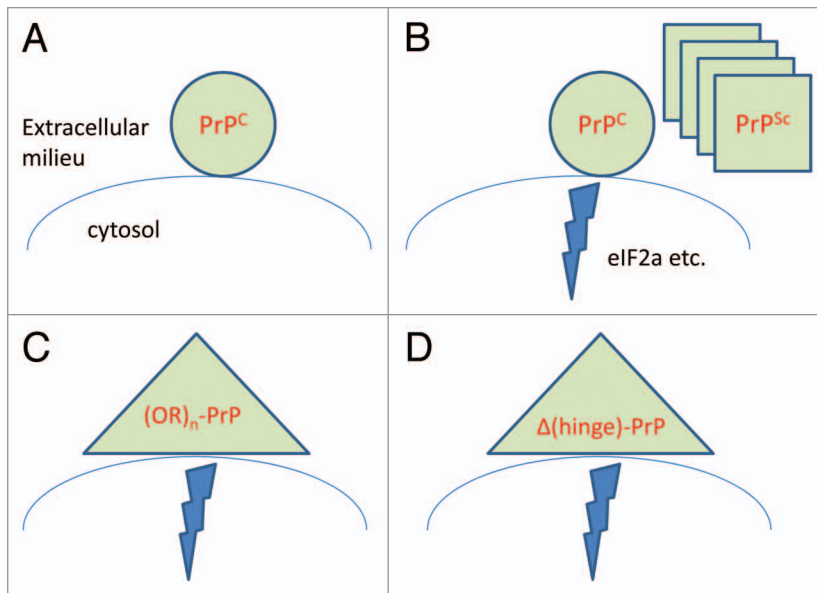 A
Extracellular
milieu
PrPᶜ
cytosol
B
PrPᶜ
PrPˢᶜ
eIF2a etc.
C
(OR)ₙ-PrP
D
Δ(hinge)-PrP